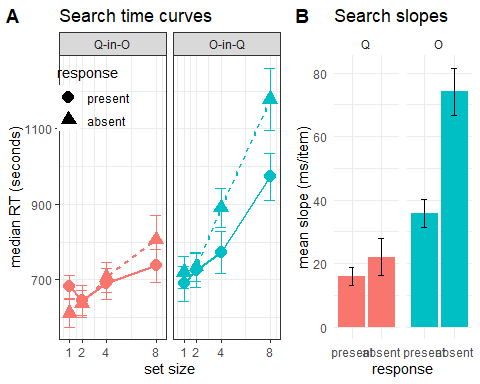 A Search time curves
Q-in-O O-in-Q
response
present
absent
median RT (seconds)
1100
900
700
1 2 4 8 1 2 4 8
set size
B Search slopes
Q O
mean slope (ms/item)
80
60
40
20
0
present absent present absent
response